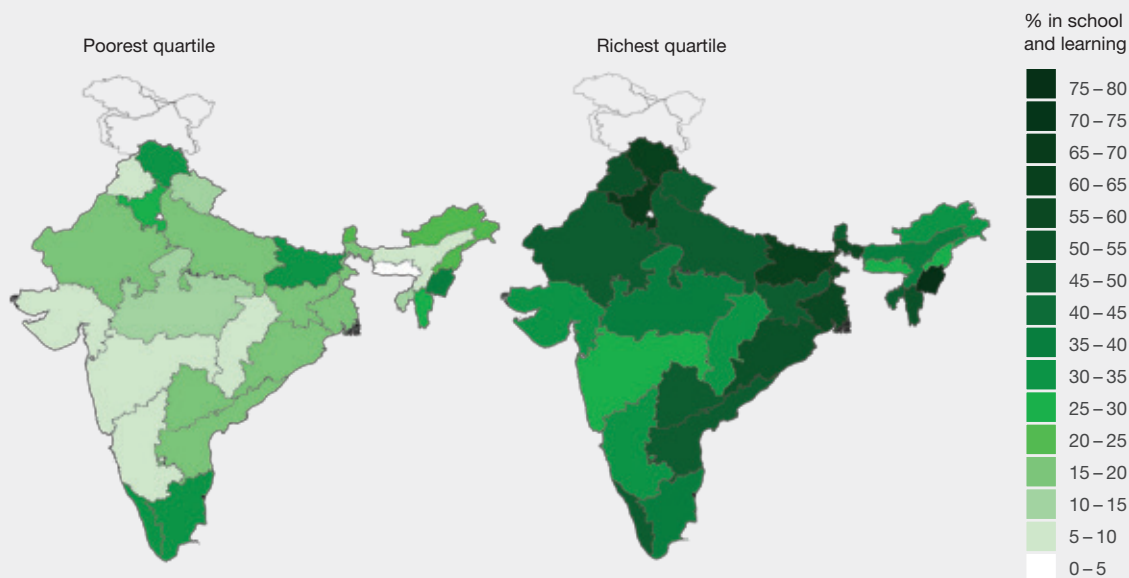 Poorest quartile
Richest quartile
% in school
and learning
75 – 80
70 – 75
65 – 70
60 – 65
55 – 60
50 – 55
45 – 50
40 – 45
35 – 40
30 – 35
25 – 30
20 – 25
15 – 20
10 – 15
5 – 10
0 – 5